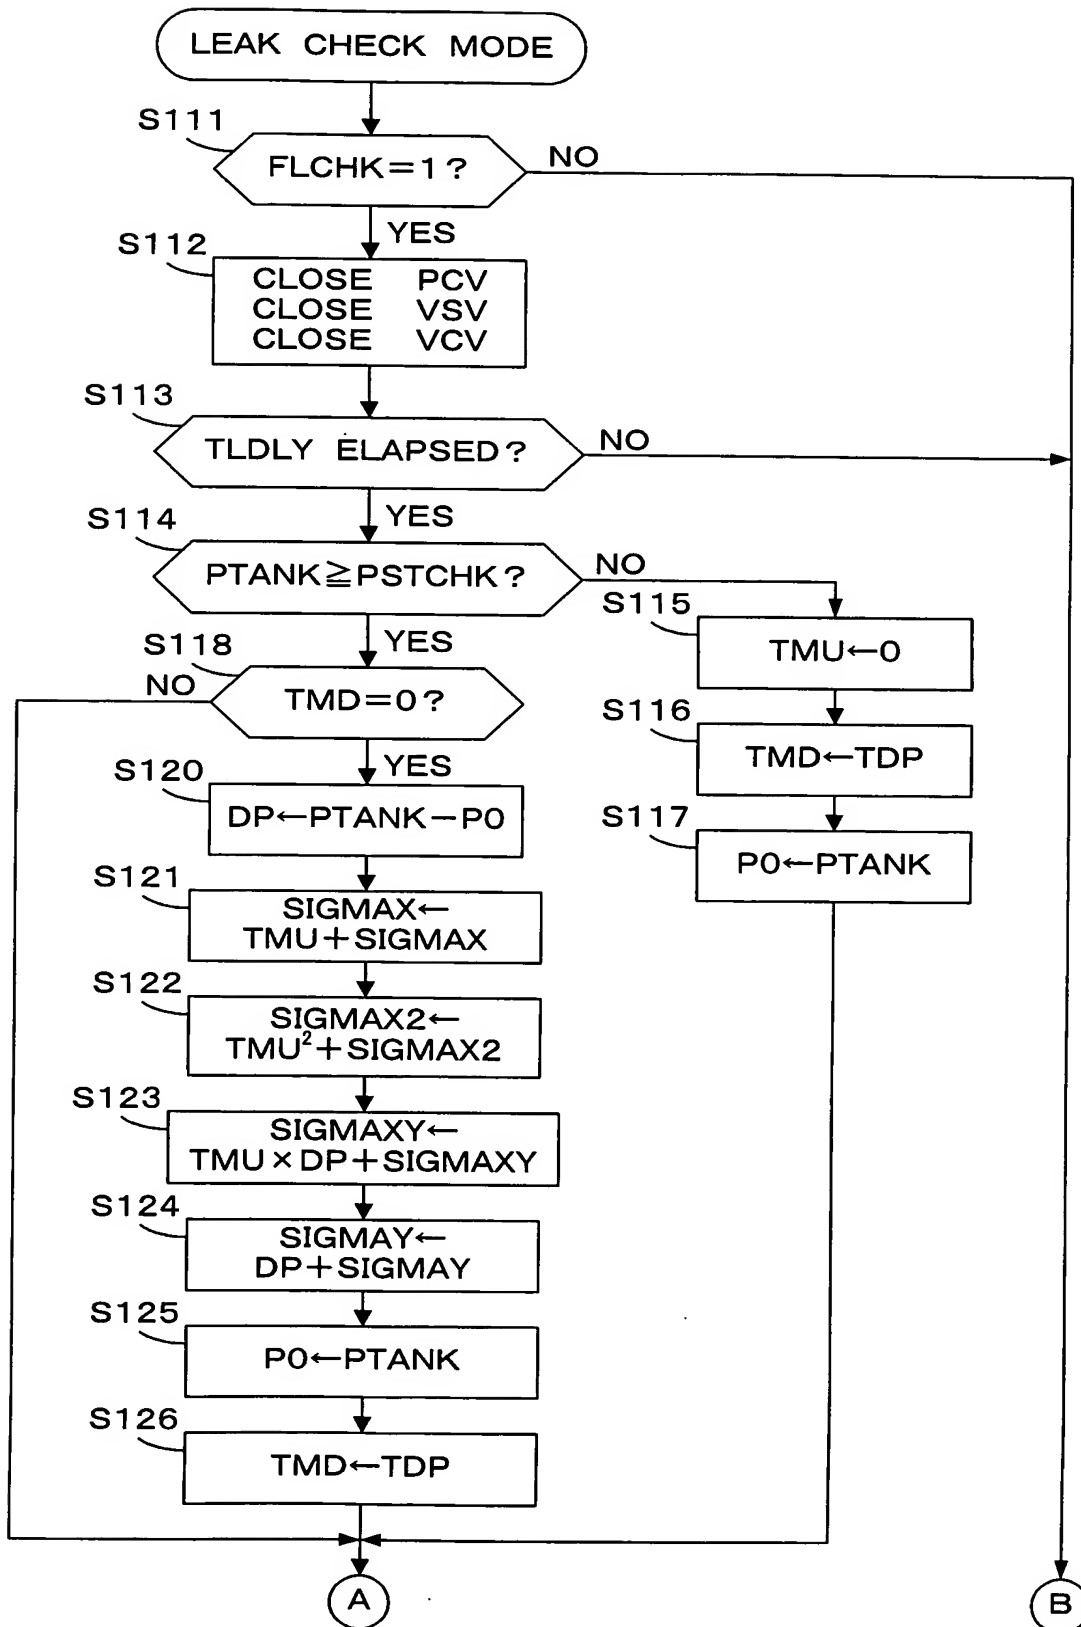 LEAK CHECK MODE
S111
FLCHK=1?
NO
YES
S112
CLOSE PCV
CLOSE VSV
CLOSE VCV
S113
TLDLY ELAPSED?
NO
YES
S114
PTANK≧PSTCHK?
NO
YES
S115
TMU←0
S118
NO
TMD=0?
YES
S116
TMD←TDP
S120
DP←PTANK−P0
S117
P0←PTANK
S121
SIGMAX←
TMU+SIGMAX
S122
SIGMAX2←
TMU²+SIGMAX2
S123
SIGMAXY←
TMU×DP+SIGMAXY
S124
SIGMAY←
DP+SIGMAY
S125
P0←PTANK
S126
TMD←TDP
A
B